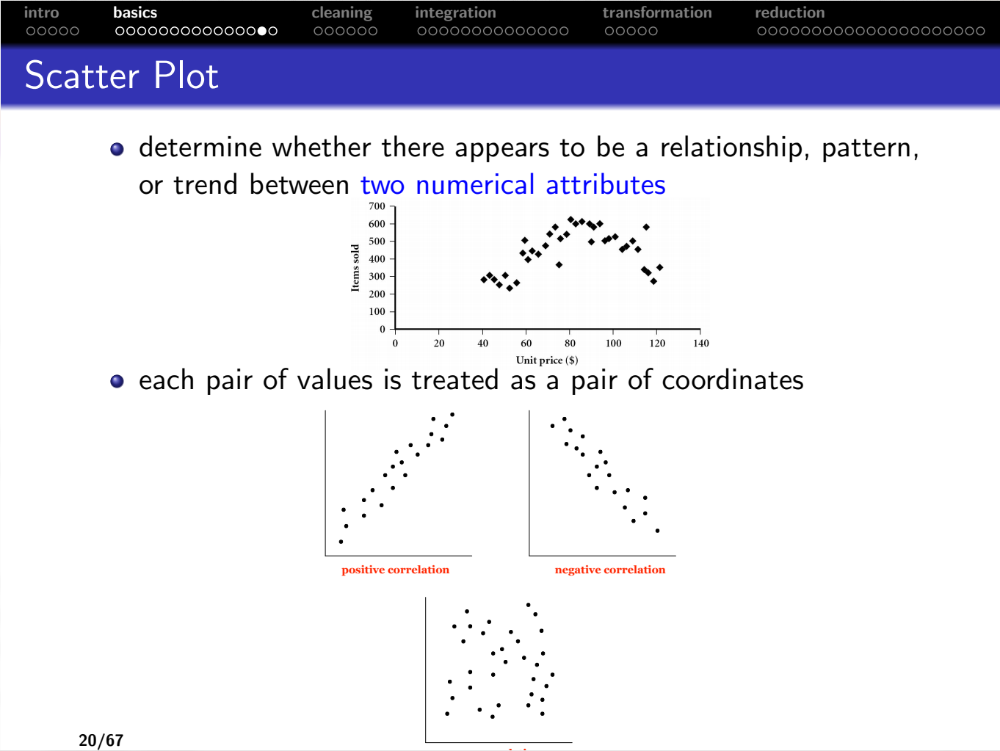 intro basics cleaning integration transformation reduction
Scatter Plot
determine whether there appears to be a relationship, pattern,
or trend between two numerical attributes
700
600
500
400
300
200
100
0
Items sold
0 20 40 60 80 100 120 140
Unit price ($)
each pair of values is treated as a pair of coordinates
positive correlation negative correlation
20/67